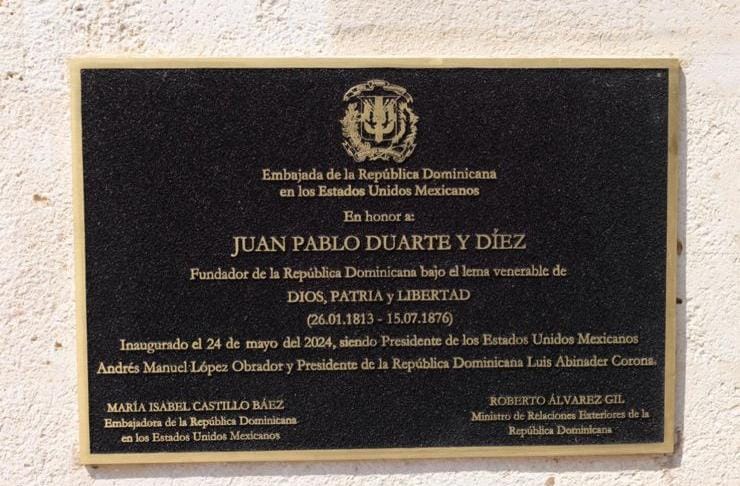 Embajada de la República Dominicana
en los Estados Unidos Mexicanos
En honor a:
JUAN PABLO DUARTE Y DÍEZ
Fundador de la República Dominicana bajo el lema venerable de
DIOS, PATRIA y LIBERTAD
(26.01.1813 - 15.07.1876)
Inaugurado el 24 de mayo del 2024, siendo Presidente de los Estados Unidos Mexicanos
Andrés Manuel López Obrador y Presidente de la República Dominicana Luis Abinader Corona.
MARÍA ISABEL CASTILLO BÁEZ
Embajadora de la República Dominicana
en los Estados Unidos Mexicanos
ROBERTO ÁLVAREZ GIL
Ministro de Relaciones Exteriores de la
República Dominicana